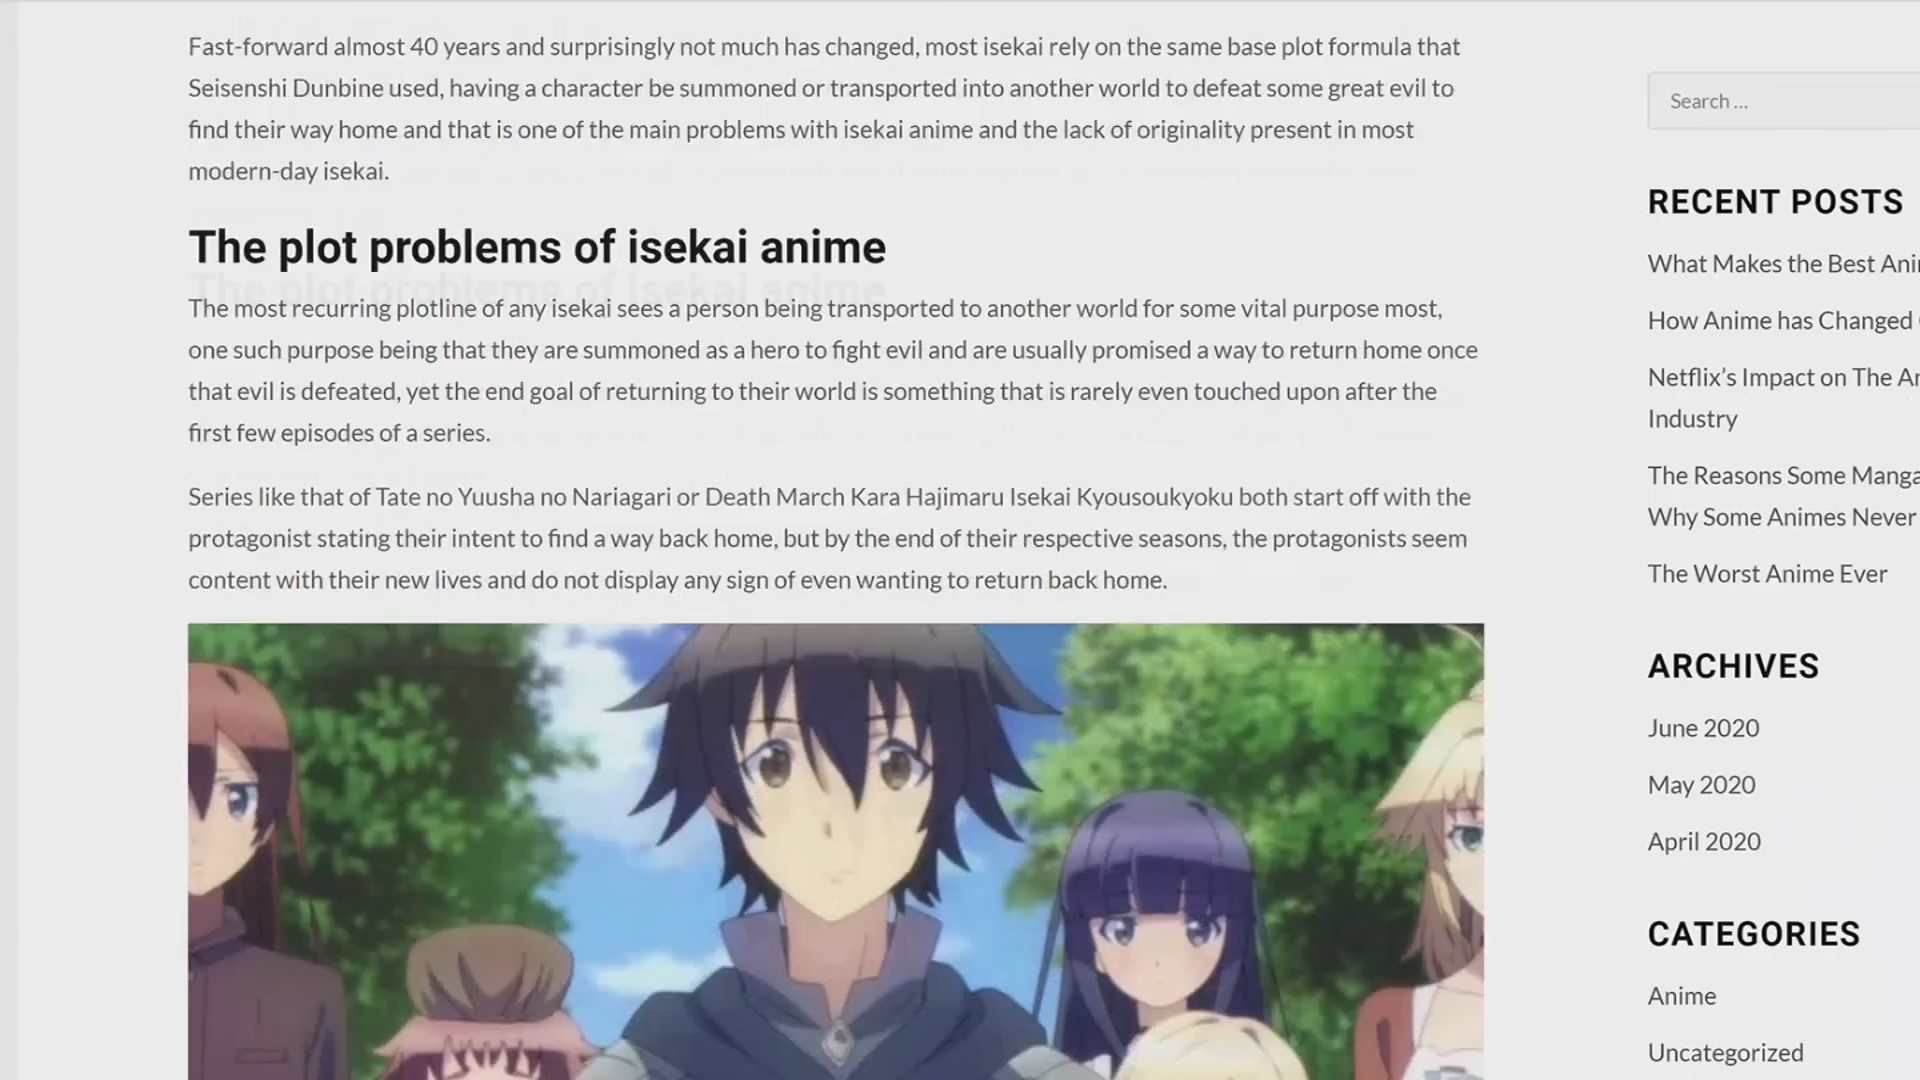 Fast-forward almost 40 years and surprisingly not much has changed, most isekai rely on the same base plot formula that
Seisenshi Dunbine used, having a character be summoned or transported into another world to defeat some great evil to
find their way home and that is one of the main problems with isekai anime and the lack of originality present in most
modern-day isekai.
The plot problems of isekai anime
The most recurring plotline of any isekai sees a person being transported to another world for some vital purpose most,
one such purpose being that they are summoned as a hero to fight evil and are usually promised a way to return home once
that evil is defeated, yet the end goal of returning to their world is something that is rarely even touched upon after the
first few episodes of a series.
Series like that of Tate no Yuusha no Nariagari or Death March Kara Hajimaru Isekai Kyousoukyoku both start off with the
protagonist stating their intent to find a way back home, but by the end of their respective seasons, the protagonists seem
content with their new lives and do not display any sign of even wanting to return back home.
Search …
RECENT POSTS
What Makes the Best
How Anime has Changed
Netflix’s Impact on The
Industry
The Reasons Some Manga
Why Some Animes Never
The Worst Anime Ever
ARCHIVES
June 2020
May 2020
April 2020
CATEGORIES
Anime
Uncategorized